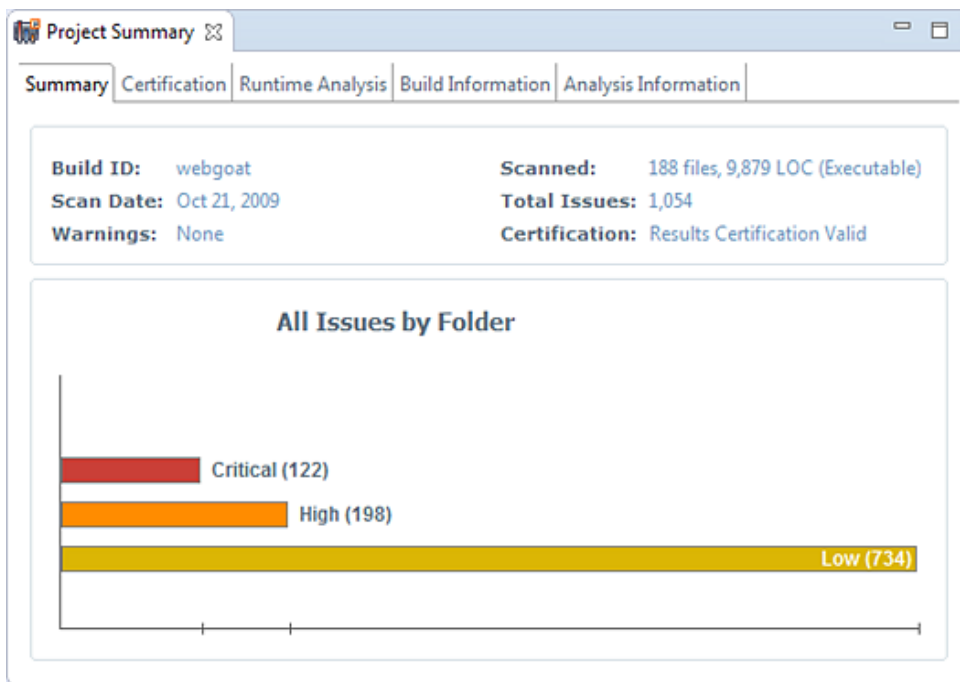 Project Summary
Summary Certification Runtime Analysis Build Information Analysis Information
Build ID: webgoat Scanned: 188 files, 9,879 LOC (Executable)
Scan Date: Oct 21, 2009 Total Issues: 1,054
Warnings: None Certification: Results Certification Valid
All Issues by Folder
Critical (122)
High (198)
Low (734)